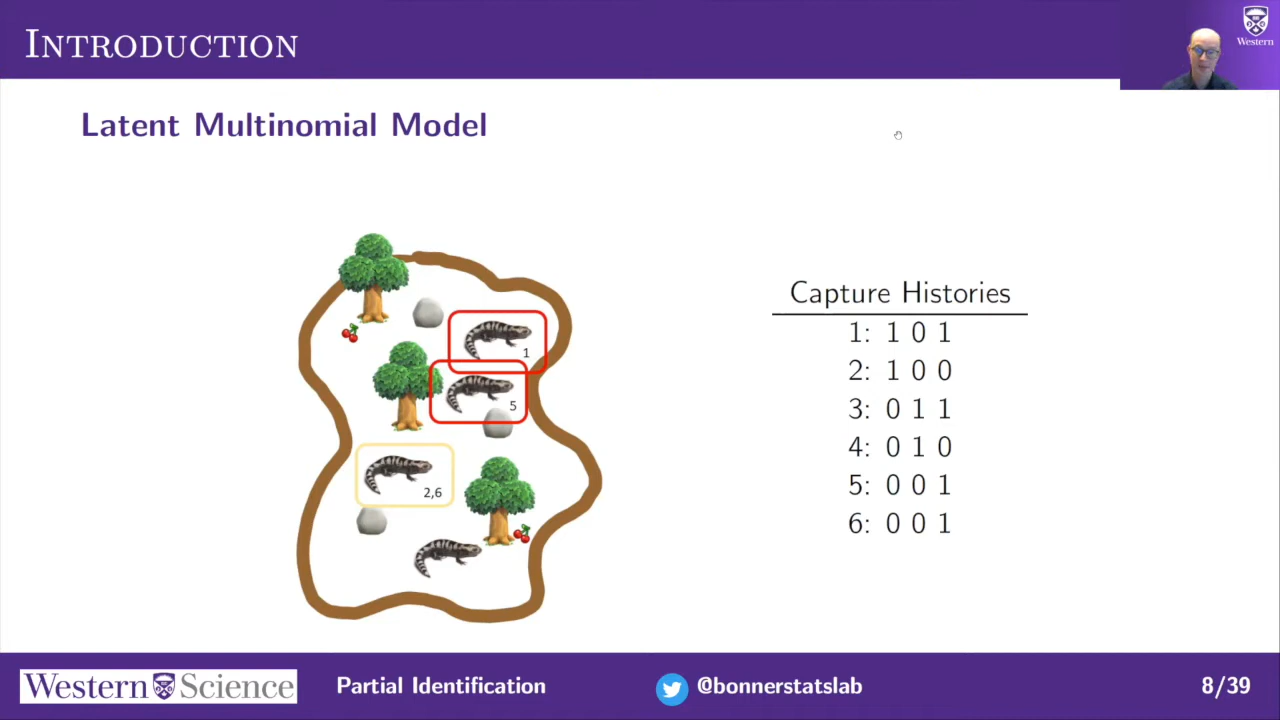 INTRODUCTION
Western
Latent Multinomial Model
1
5
2,6
Capture Histories
1: 1 0 1
2: 1 0 0
3: 0 1 1
4: 0 1 0
5: 0 0 1
6: 0 0 1
Western Science
Partial Identification
@bonnerstatslab
8/39